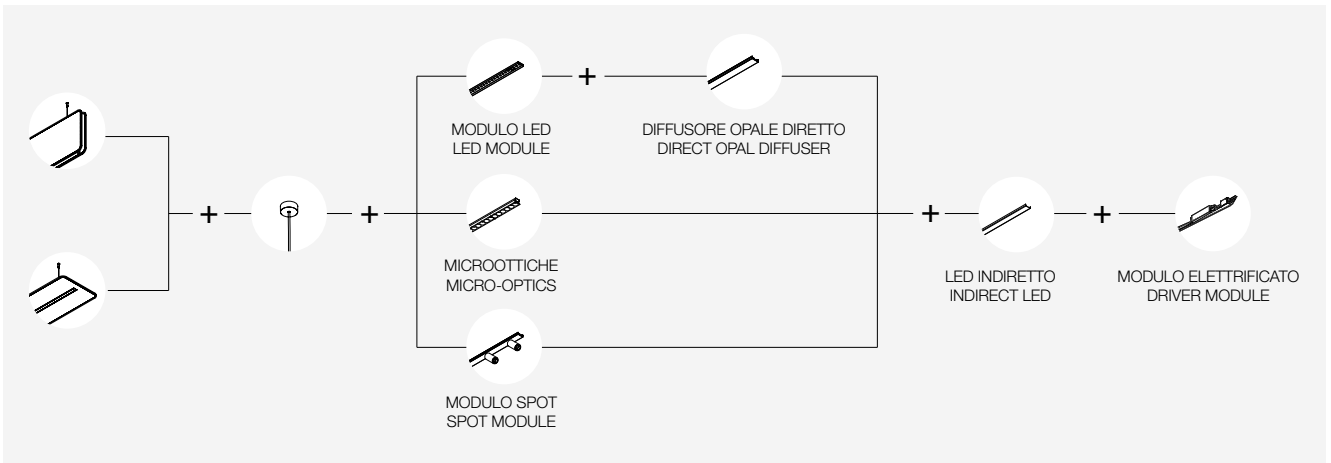 MODULO LED
LED MODULE
DIFFUSORE OPALE DIRETTO
DIRECT OPAL DIFFUSER
MICROOTTICHE
MICRO-OPTICS
MODULO SPOT
SPOT MODULE
LED INDIRETTO
INDIRECT LED
MODULO ELETTRIFICATO
DRIVER MODULE